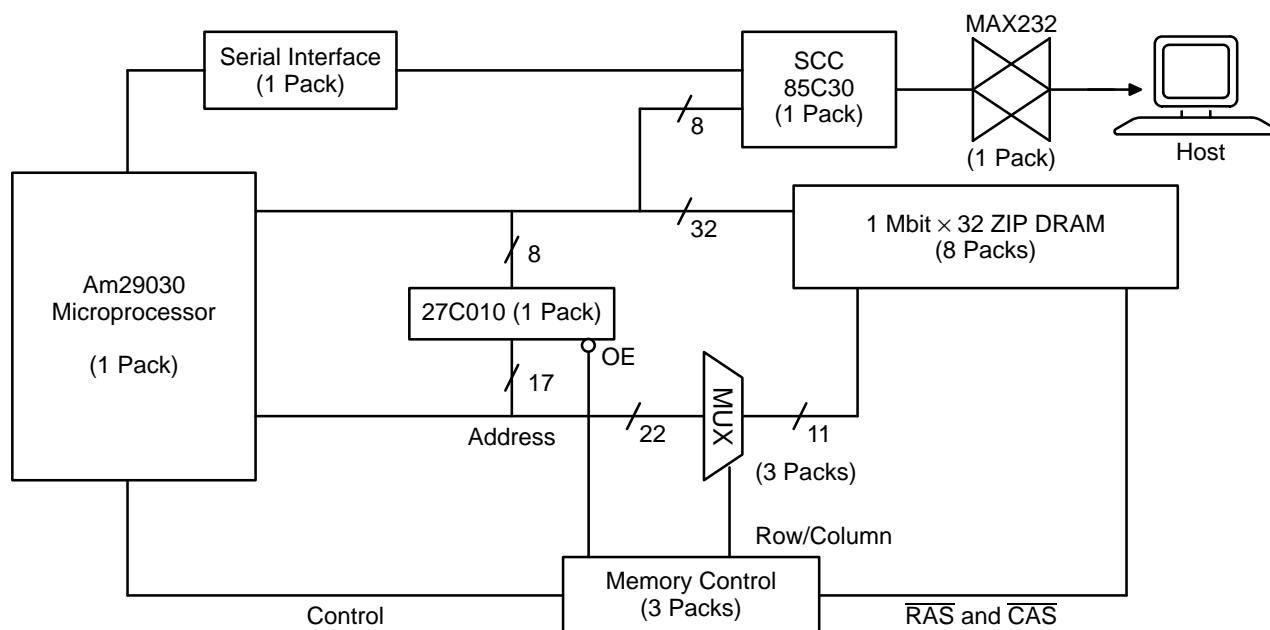 MAX232
Serial Interface
(1 Pack)
SCC
85C30
(1 Pack)
8
(1 Pack)
Host
32
1 Mbit × 32 ZIP DRAM
(8 Packs)
Am29030
Microprocessor
(1 Pack)
8
27C010 (1 Pack)
OE
17
MUX
Address
22
11
(3 Packs)
Row/Column
Memory Control
(3 Packs)
Control
R̅A̅S̅ and C̅A̅S̅